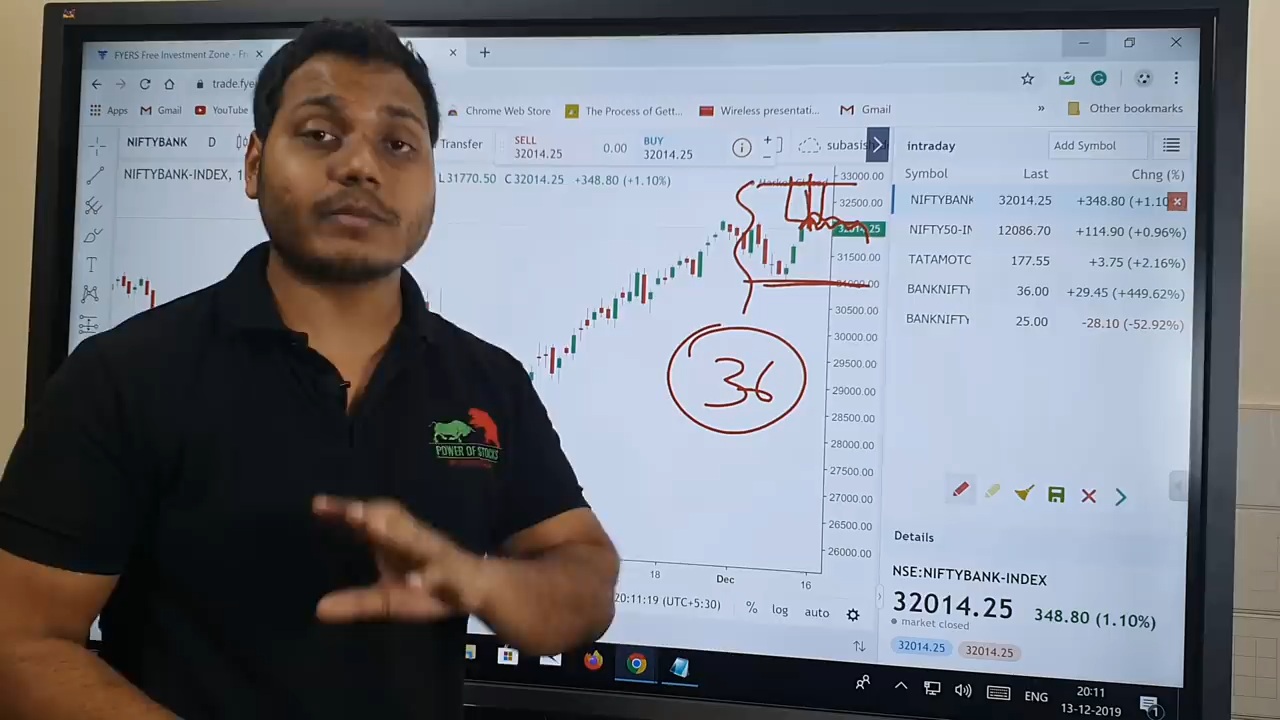 FYERS Free Investment Zone - Fr
trade.fye
Apps
Gmail
YouTube
Chrome Web Store
The Process of Gett...
Wireless presentati...
Gmail
»
Other bookmarks
NIFTYBANK D
Transfer
SELL
32014.25
0.00
BUY
32014.25
subasis
NIFTYBANK-INDEX, 1
L31770.50 C32014.25 +348.80 (+1.10%)
33000.00
32500.00
31500.00
31000.00
30500.00
30000.00
29500.00
29000.00
28500.00
28000.00
27500.00
27000.00
26500.00
26000.00
36
18 Dec 16
20:11:19 (UTC+5:30) % log auto
intraday Add Symbol
Symbol Last Chng (%)
NIFTYBANK 32014.25 +348.80 (+1.10
NIFTY50-IN 12086.70 +114.90 (+0.96%)
TATAMOTC 177.55 +3.75 (+2.16%)
BANKNIFTY 36.00 +29.45 (+449.62%)
BANKNIFTY 25.00 -28.10 (-52.92%)
Details
NSE:NIFTYBANK-INDEX
32014.25 348.80 (1.10%)
market closed
32014.25 32014.25
POWER OF STOCKS
ENG
20:11
13-12-2019
1